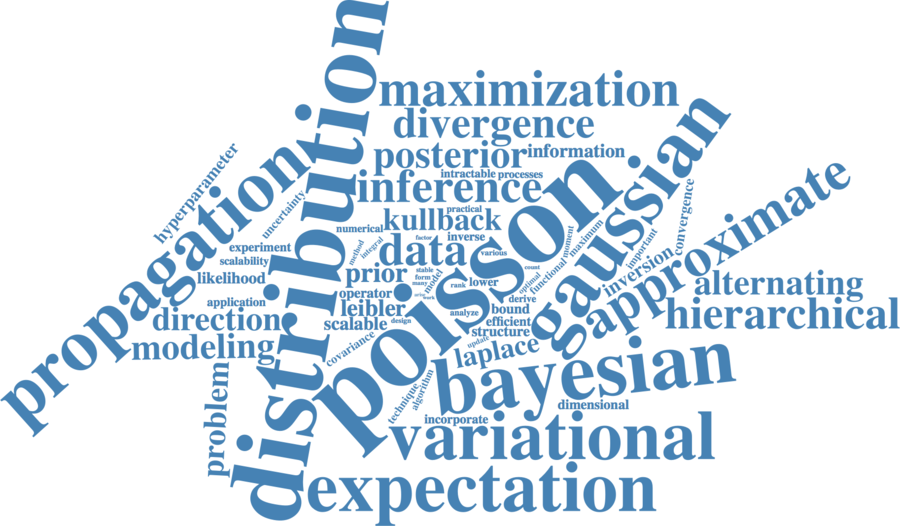 distribution
maximization
divergence
posterior
information
intractable
processes
inference
hyperparameter
propagation
uncertainty
gaussian
poisson
approximate
convergence
practical
kullback
numerical
factor
inverse
experiment
scalability
method
integral
data
various
moment
maximum
important
functional
inversion
likelihood
prior
stable
form
many
model
rank
lower
count
optimal
alternating
hierarchical
operator
work
derive
application
leibler
bound
direction
scalable
design
analyze
efficient
structure
modeling
covariance
update
laplace
problem
technique
algorithm
bayesian
dimensional
incorporate
variational
expectation